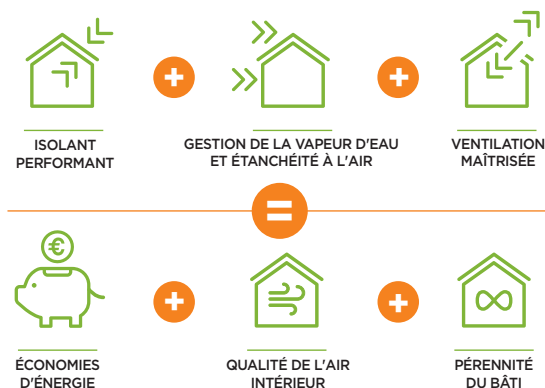 ISOLANT
PERFORMANT
+
GESTION DE LA VAPEUR D'EAU
ET ÉTANCHÉITÉ À L'AIR
+
VENTILATION
MAÎTRISÉE
=
€
ÉCONOMIES
D'ÉNERGIE
+
QUALITÉ DE L'AIR
INTÉRIEUR
+
PÉRENNITÉ
DU BÂTI